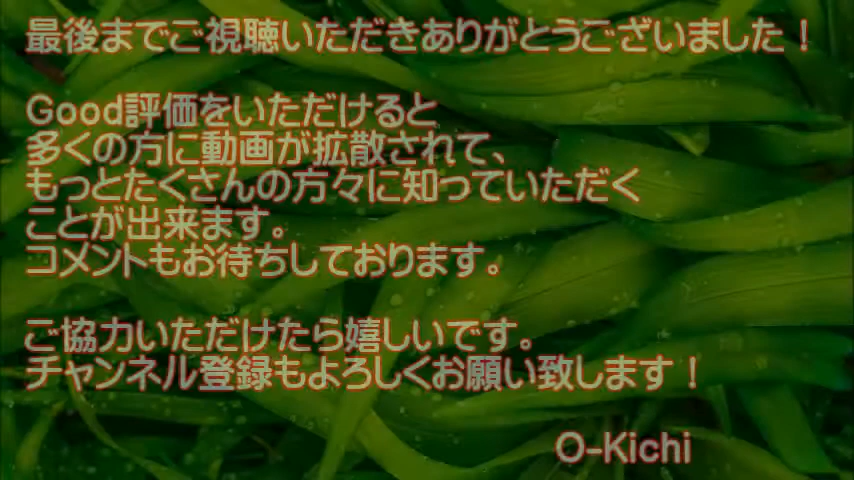 最後までご視聴いただきありがとうございました！
Good評価をいただけると
多くの方に動画が拡散されて、
もっとたくさんの方々に知っていただく
ことが出来ます。
コメントもお待ちしております。
ご協力いただけたら嬉しいです。
チャンネル登録もよろしくお願い致します！
O-Kichi